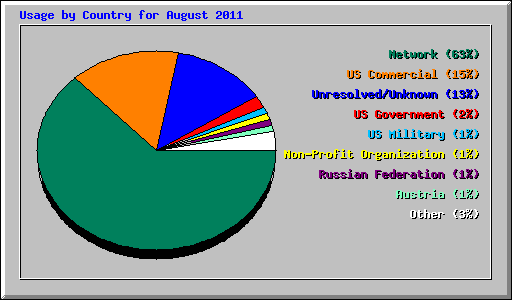 Usage by Country for August 2011
Network (63%)
US Commercial (15%)
Unresolved/Unknown (13%)
US Government (2%)
US Military (1%)
Non-Profit Organization (1%)
Russian Federation (1%)
Austria (1%)
Other (3%)